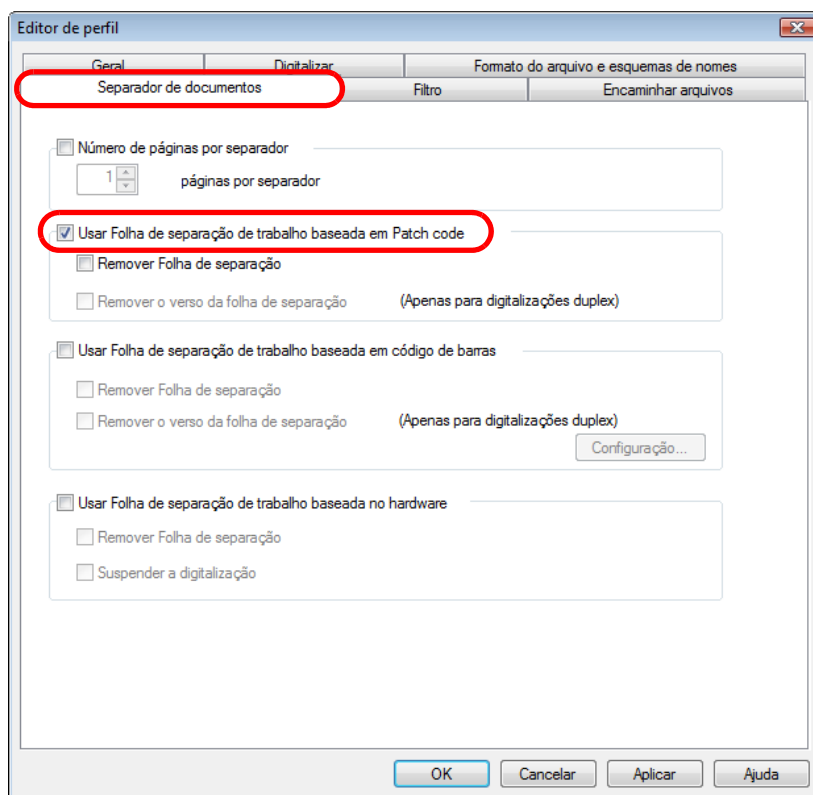 Editor de perfil
Geral Digitalizar Formato do arquivo e esquemas de nomes
Separador de documentos Filtro Encaminhar arquivos
Número de páginas por separador
1 páginas por separador
Usar Folha de separação de trabalho baseada em Patch code
Remover Folha de separação
Remover o verso da folha de separação (Apenas para digitalizações duplex)
Usar Folha de separação de trabalho baseada em código de barras
Remover Folha de separação
Remover o verso da folha de separação (Apenas para digitalizações duplex)
Configuração...
Usar Folha de separação de trabalho baseada no hardware
Remover Folha de separação
Suspender a digitalização
OK Cancelar Aplicar Ajuda